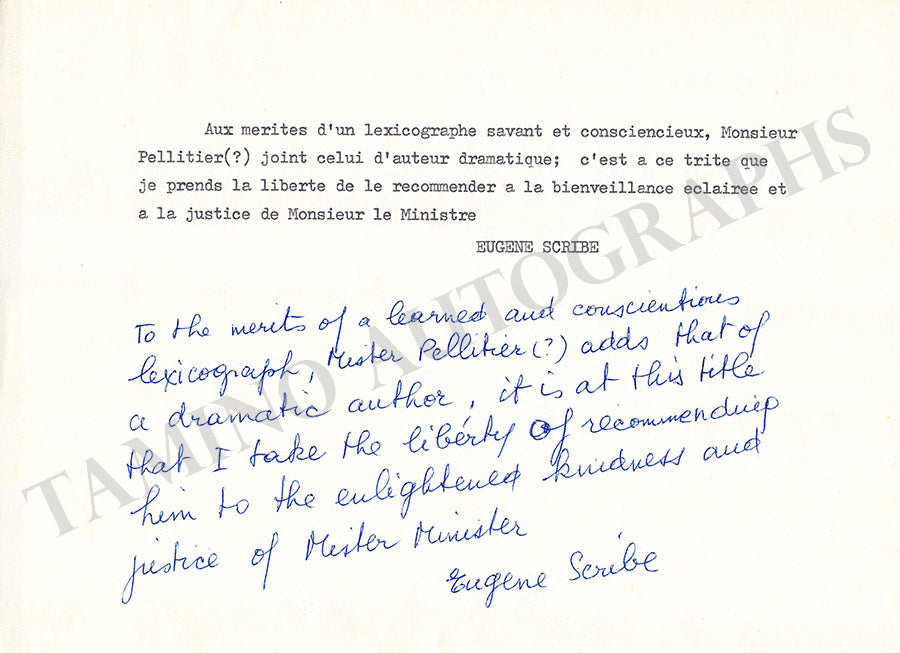 Aux merites d'un lexicographe savant et consciencieux, Monsieur
Pellitier(?) joint celui d'auteur dramatique; c'est a ce trite que
je prends la liberte de le recommender a la bienveillance eclairee et
a la justice de Monsieur le Ministre
EUGENE SCRIBE
To the merits of a learned and conscientious
lexicograph, Mister Pellitier(?) adds that of
a dramatic author, it is at this title
that I take the liberty of recommending
him to the enlightened kindness and
justice of Mister Minister
Eugene Scribe
TAMINO AUTOGRAPHS